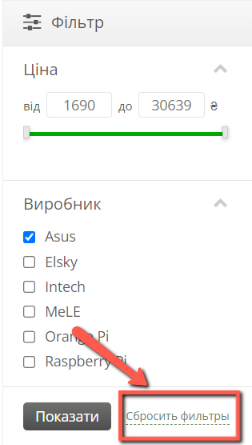 Фільтр
Ціна
від 1690 до 30639 ₴
Виробник
Asus
Elsky
Intech
MeLE
Orange Pi
Raspberry Pi
Показати Сбросить фильтры